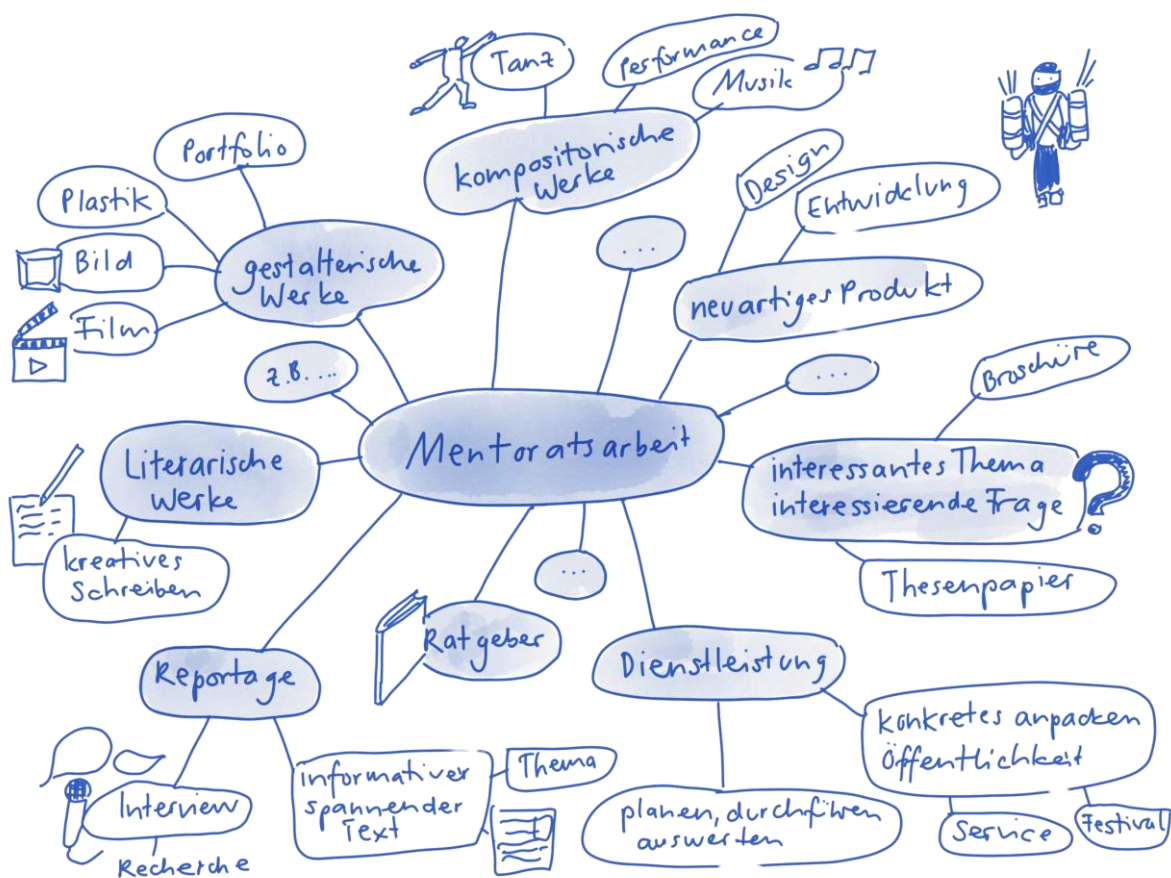 Tanz
Performance
Musik
kompositorische
Werke
Portfolio
Plastik
Bild
Film
gestalterische
Werke
Design
Entwicklung
...
neuartiges Produkt
z.B. ...
...
Broschüre
Mentoratsarbeit
Literarische
Werke
kreatives
Schreiben
interessantes Thema
interessierende Frage
?
Thesenpapier
...
Ratgeber
Dienstleistung
Reportage
konkretes anpacken
Öffentlichkeit
Service
Festival
planen, durchführen
auswerten
informativer
spannender
Text
Thema
Interview
Recherche